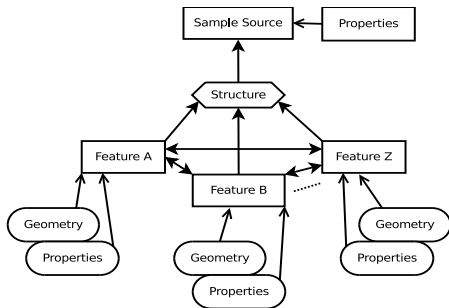 Sample Source
Properties
Structure
Feature A
Feature Z
Feature B
Geometry
Properties
Geometry
Properties
Geometry
Properties